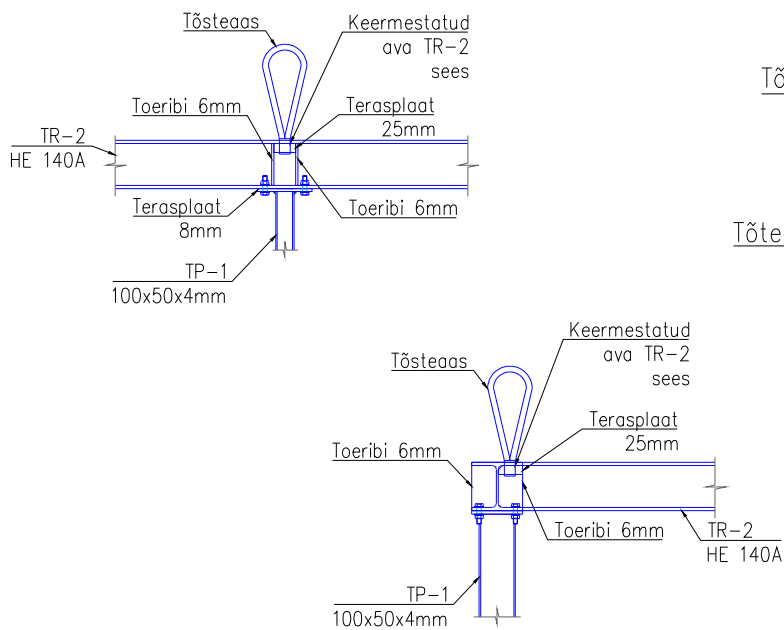 Tõsteaas
Keermestatud
ava TR-2
sees
Toeribi 6mm
Terasplaat
25mm
TR-2
HE 140A
Terasplaat
8mm
Toeribi 6mm
TP-1
100x50x4mm
Tõ
Tõte
Keermestatud
ava TR-2
sees
Tõsteaas
Terasplaat
25mm
Toeribi 6mm
Toeribi 6mm
TR-2
HE 140A
TP-1
100x50x4mm